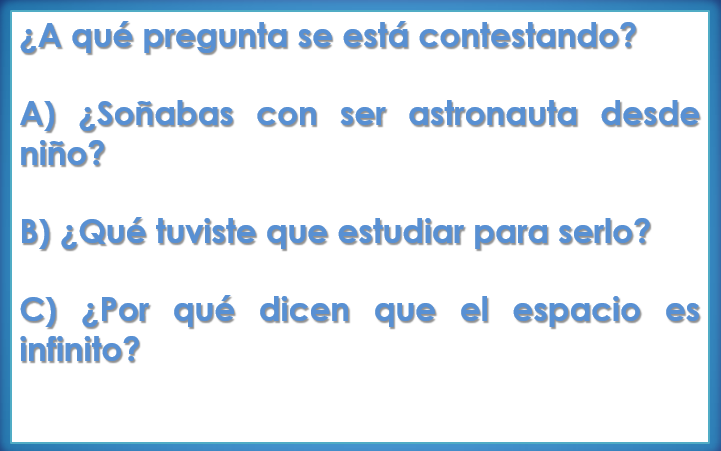 ¿A qué pregunta se está contestando?
A) ¿Soñabas con ser astronauta desde
niño?
B) ¿Qué tuviste que estudiar para serlo?
C) ¿Por qué dicen que el espacio es
infinito?